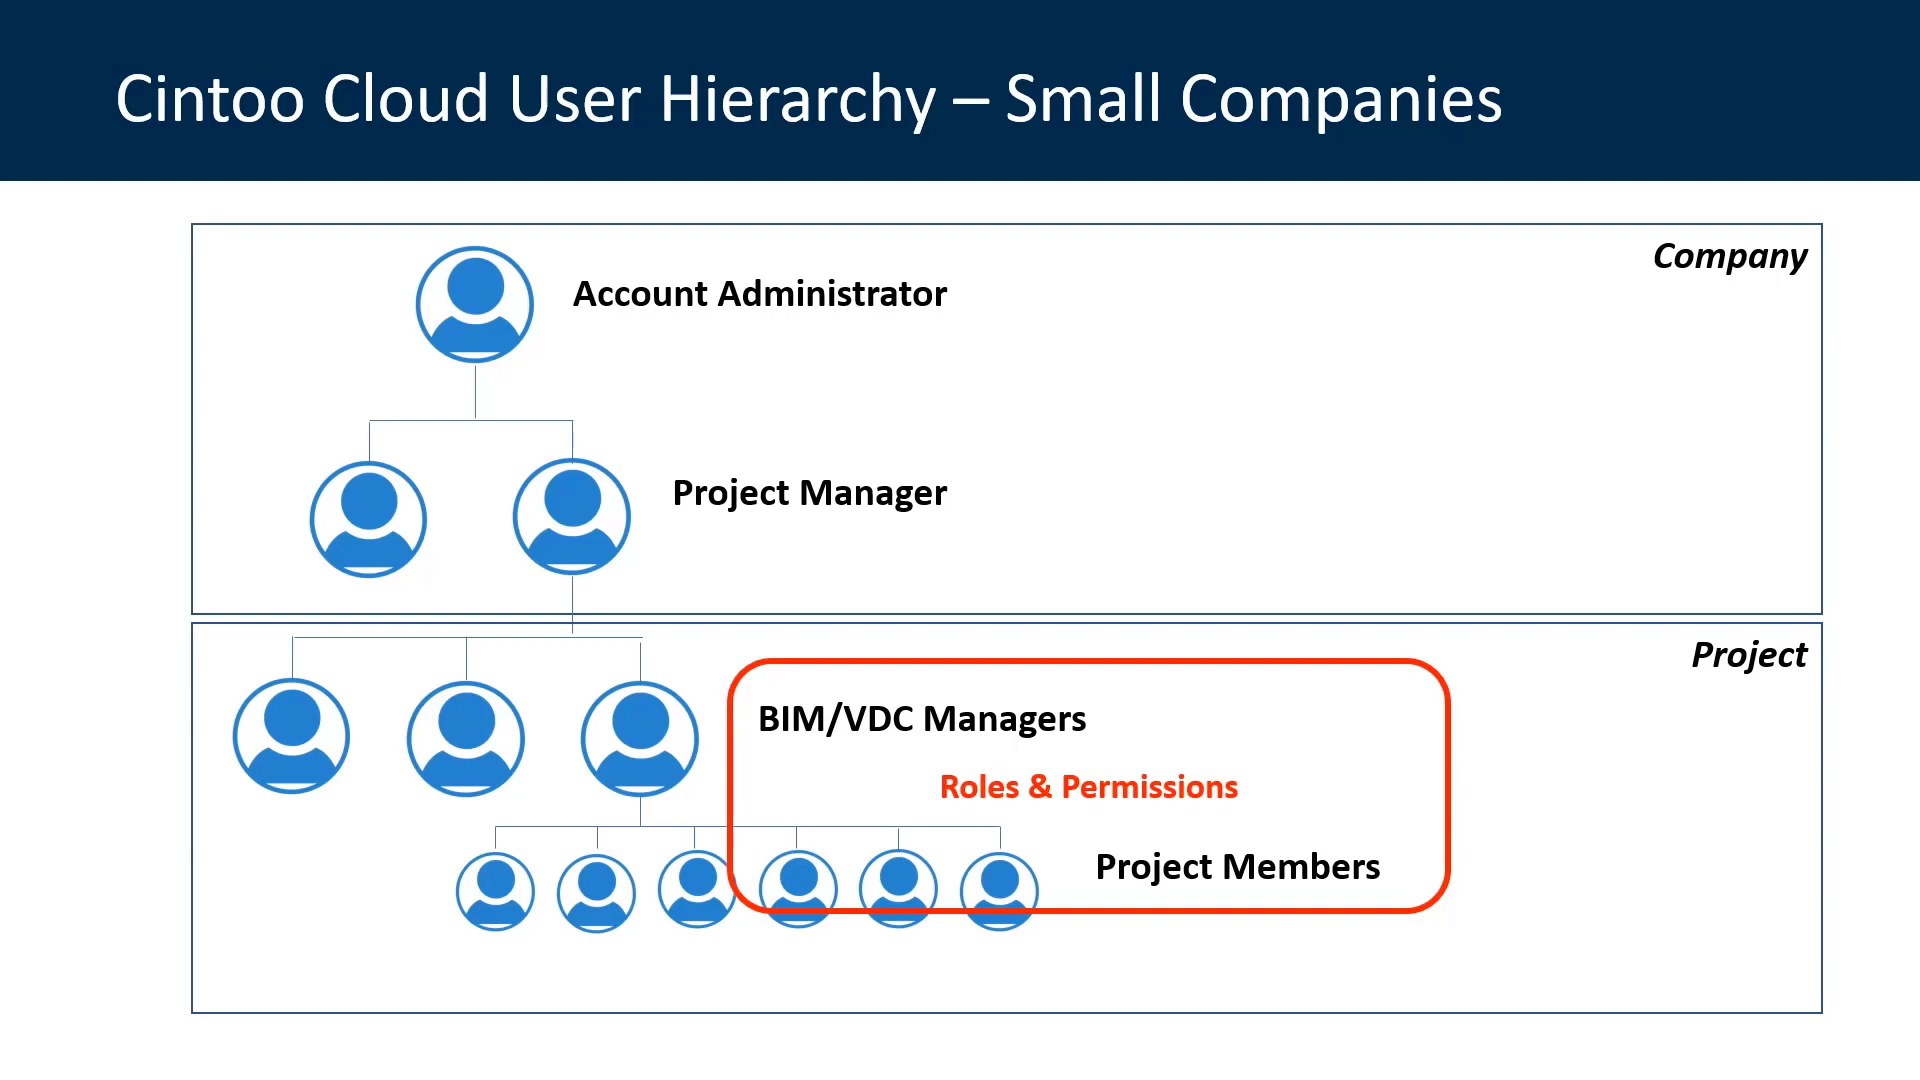 Cintoo Cloud User Hierarchy – Small Companies
Company
Account Administrator
Project Manager
Project
BIM/VDC Managers
Roles & Permissions
Project Members